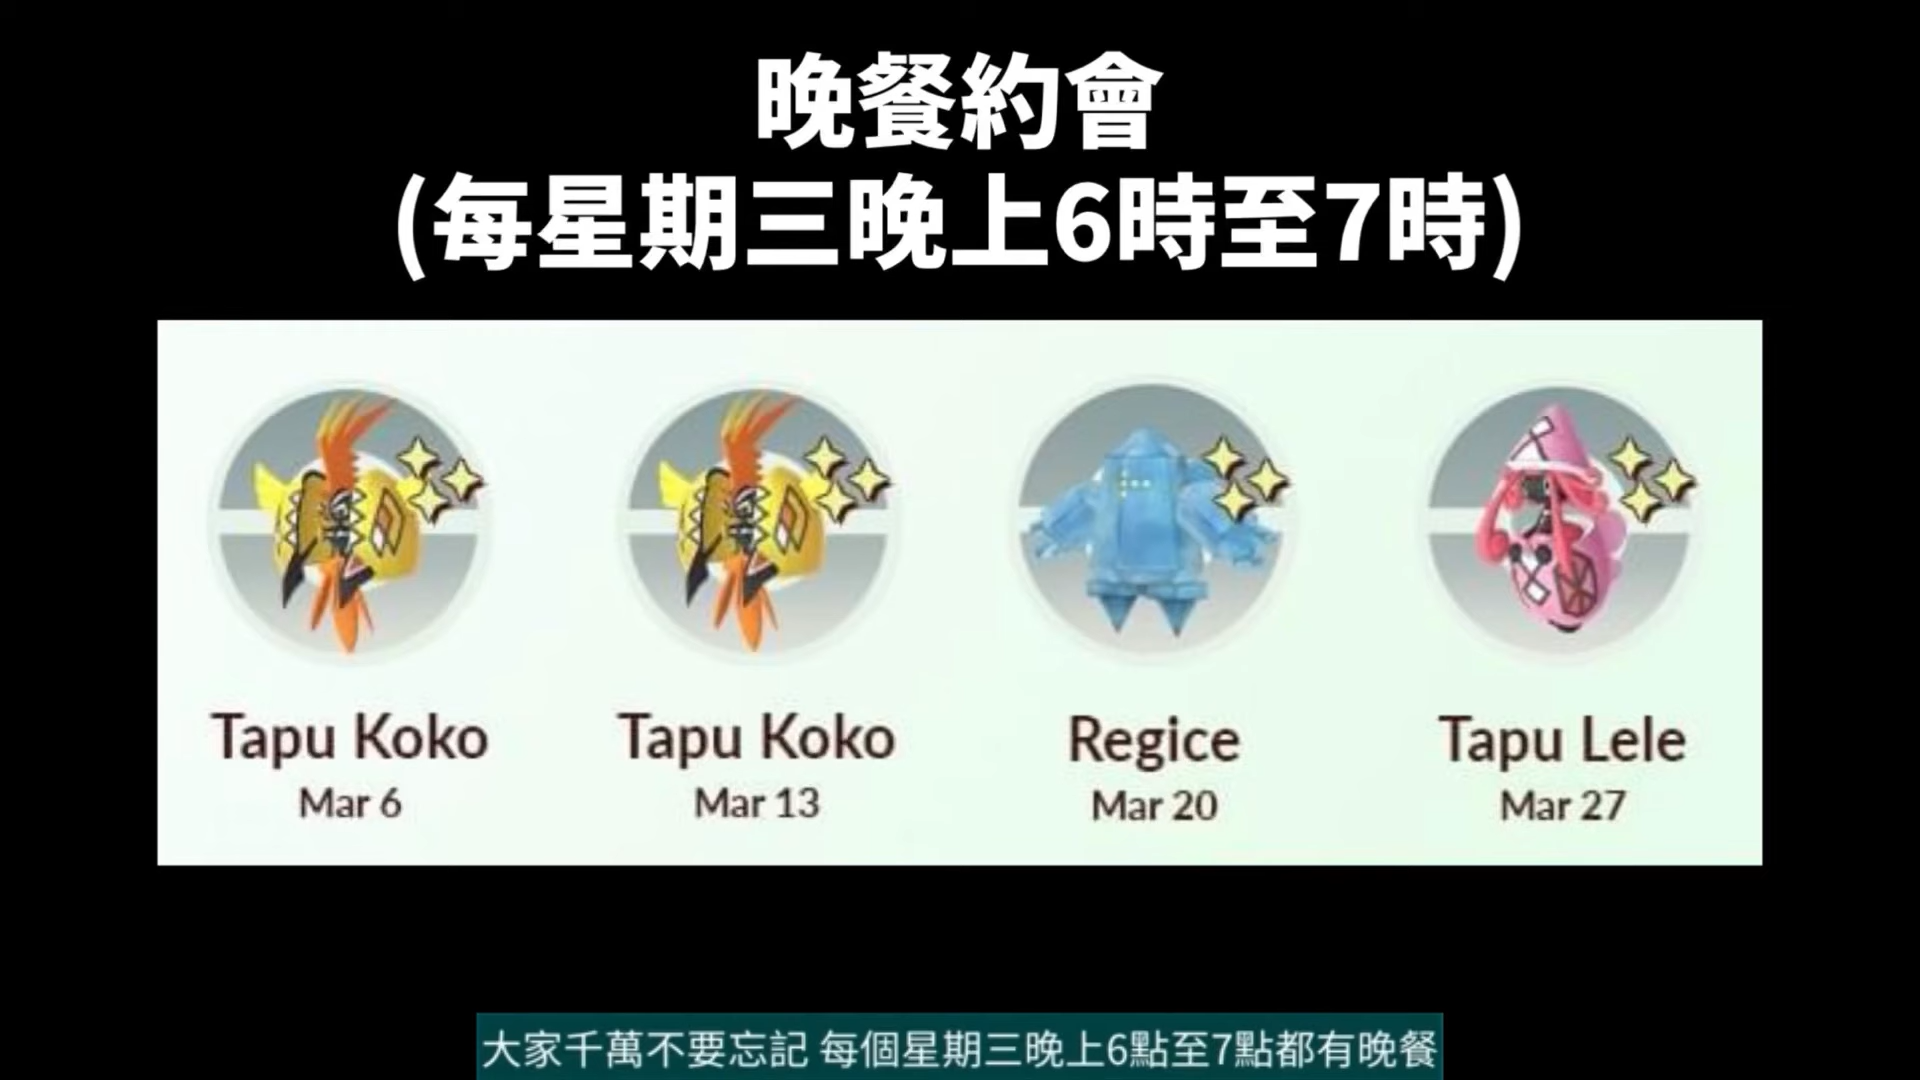 晚餐約會
(每星期三晚上6時至7時)
Tapu Koko
Mar 6
Tapu Koko
Mar 13
Regice
Mar 20
Tapu Lele
Mar 27
大家千萬不要忘記 每個星期三晚上6點至7點都有晚餐